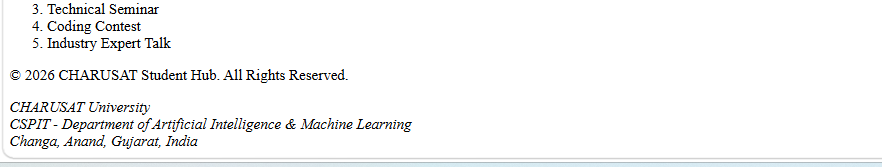 3. Technical Seminar
4. Coding Contest
5. Industry Expert Talk
© 2026 CHARUSAT Student Hub. All Rights Reserved.
CHARUSAT University
CSPIT - Department of Artificial Intelligence & Machine Learning
Changa, Anand, Gujarat, India